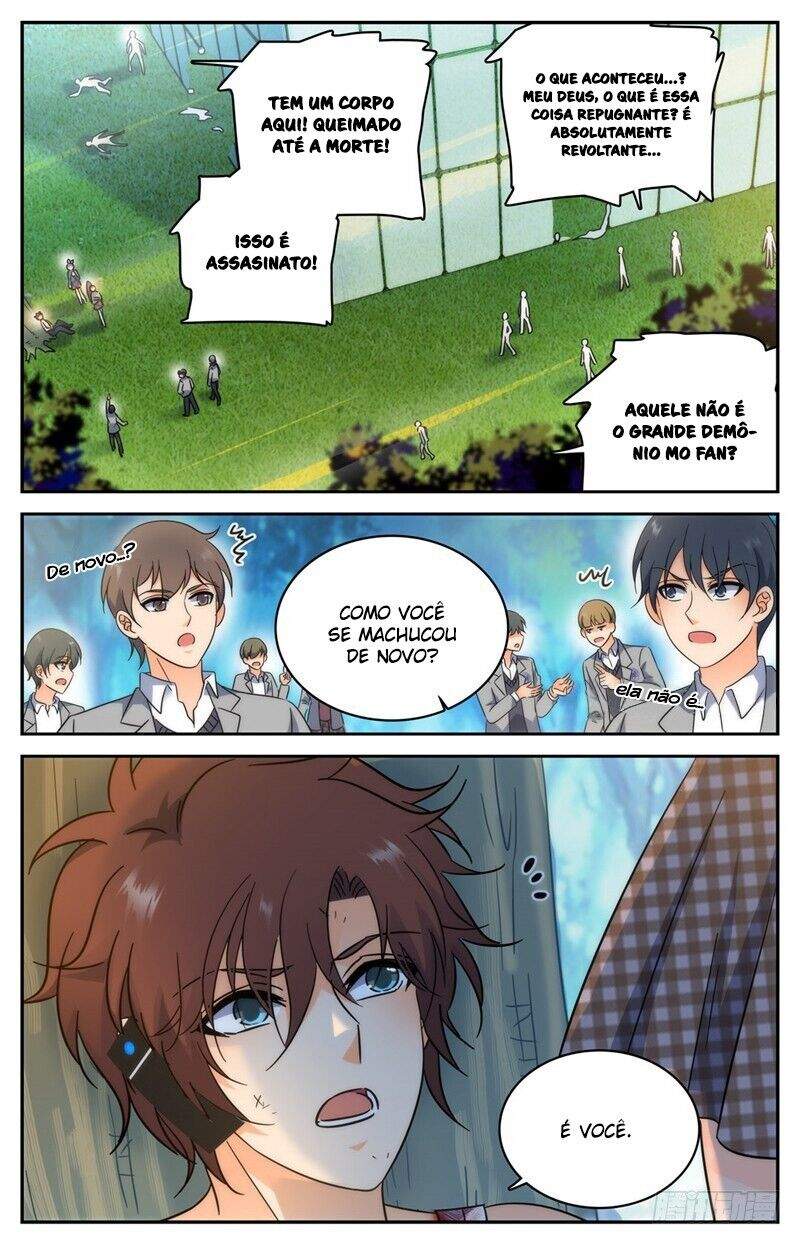 TEM UM CORPO
AQUI! QUEIMADO
ATÉ A MORTE!
O QUE ACONTECEU...?
MEU DEUS, O QUE É ESSA
COISA REPUGNANTE? É
ABSOLUTAMENTE
REVOLTANTE...
ISSO É
ASSASINATO!
AQUELE NÃO É
O GRANDE DEMÔ-
NIO MO FAN?
De novo...?
COMO VOCÊ
SE MACHUCOU
DE NOVO?
ela não é...
É VOCÊ.